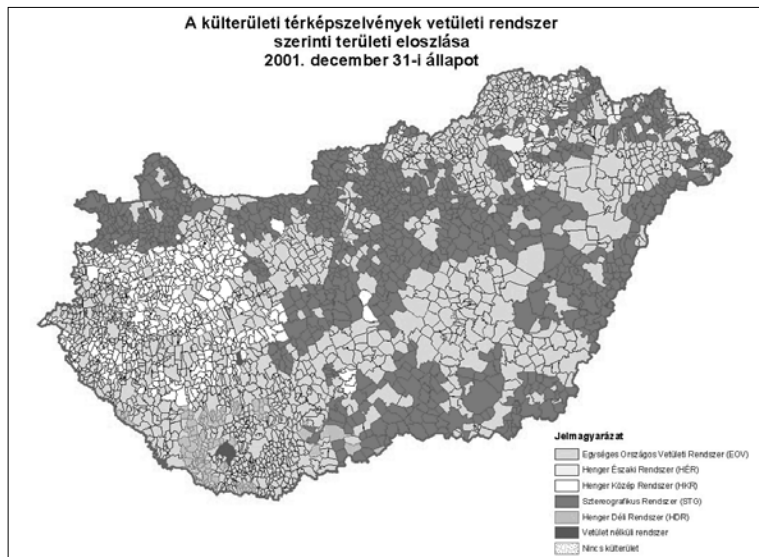 A külterületi térképszelvények vetületi rendszer
szerinti területi eloszlása
2001. december 31-i állapot
Jelmagyarázat
Egységes Országos Vetületi Rendszer (EOV)
Henger Északi Rendszer (HÉR)
Henger Közép Rendszer (HKR)
Sztereografikus Rendszer (STG)
Henger Déli Rendszer (HDR)
Vetület nélküli rendszer
Nincs külterület